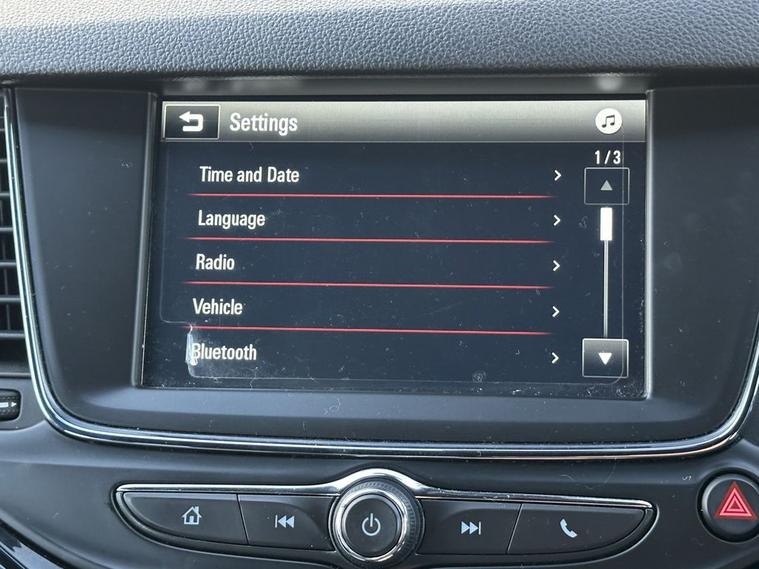 Settings
1/3
Time and Date
Language
Radio
Vehicle
Bluetooth